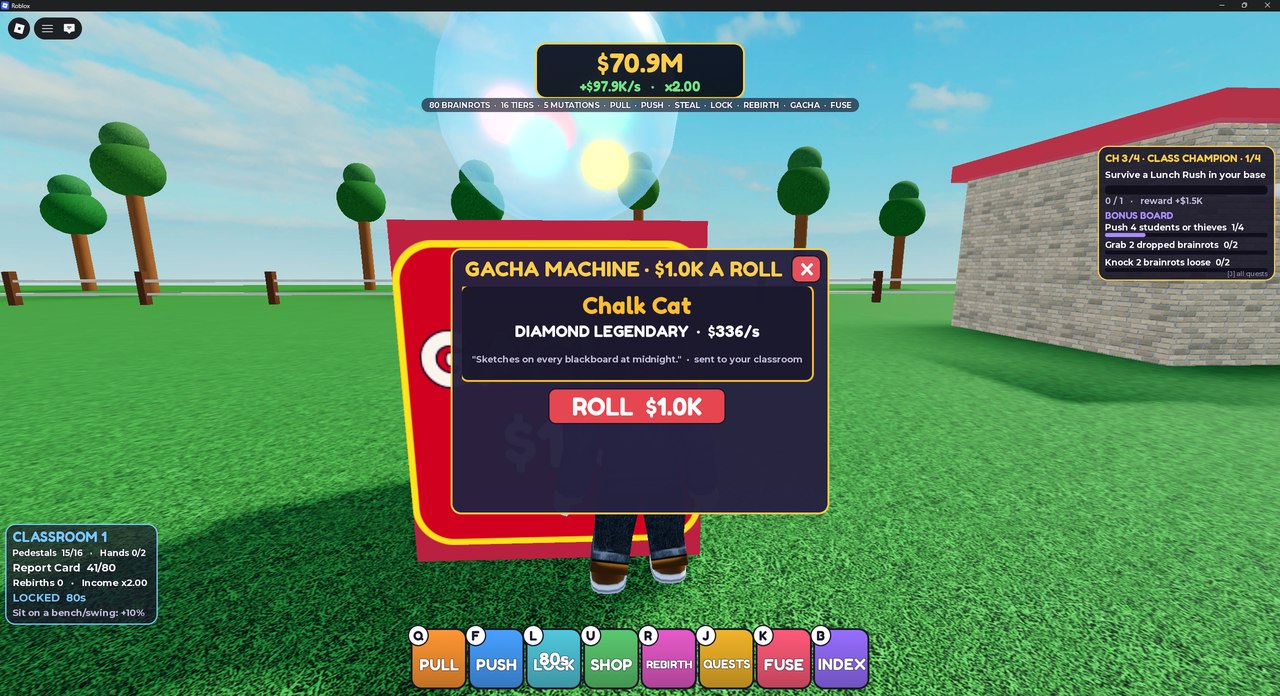 Roblox
$70.9M
+$97.9K/s · x2.00
80 BRAINROTS · 16 TIERS · 5 MUTATIONS · PULL · PUSH · STEAL · LOCK · REBIRTH · GACHA · FUSE
CH 3/4 · CLASS CHAMPION · 1/4
Survive a Lunch Rush in your base
0 / 1 · reward +$1.5K
BONUS BOARD
Push 4 students or thieves 1/4
Grab 2 dropped brainrots 0/2
Knock 2 brainrots loose 0/2
[J] all quests
GACHA MACHINE · $1.0K A ROLL
Chalk Cat
DIAMOND LEGENDARY · $336/s
"Sketches on every blackboard at midnight." · sent to your classroom
ROLL $1.0K
CLASSROOM 1
Pedestals 15/16 · Hands 0/2
Report Card 41/80
Rebirths 0 · Income x2.00
LOCKED 80s
Sit on a bench/swing: +10%
Q PULL
F PUSH
L LOCK 80s
U SHOP
R REBIRTH
J QUESTS
K FUSE
B INDEX